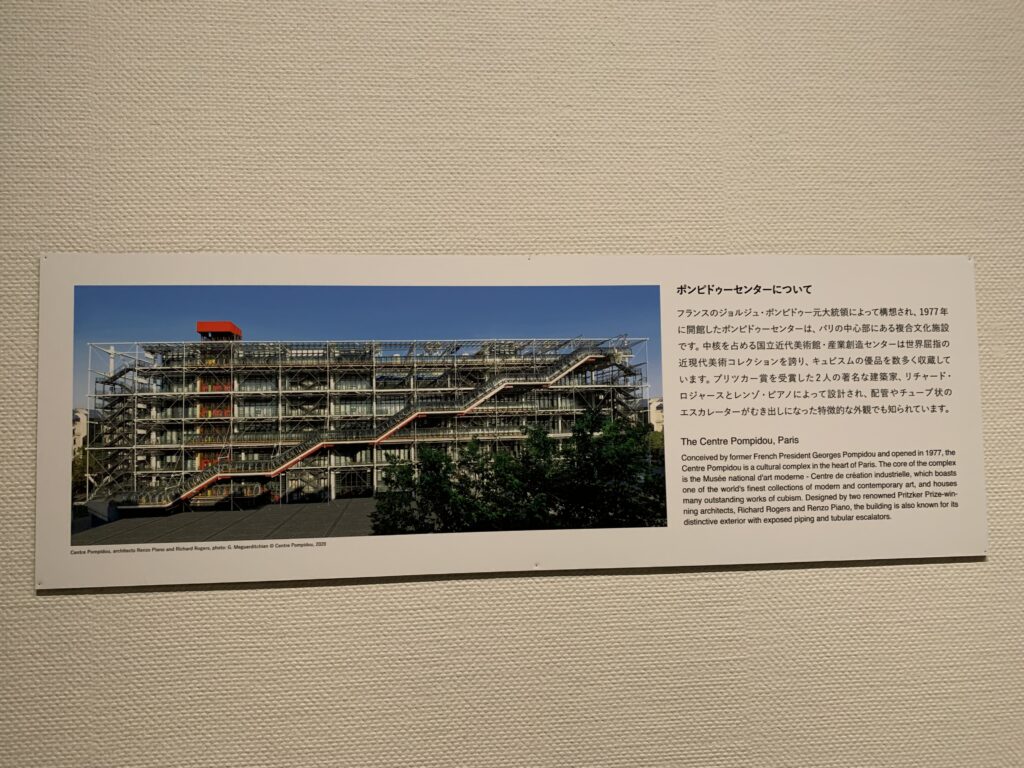 ポンピドゥーセンターについて
フランスのジョルジュ・ポンピドゥー元大統領によって構想され、1977年
に開館したポンピドゥーセンターは、パリの中心部にある複合文化施設
です。中核を占める国立近代美術館・産業創造センターは世界屈指の
近現代美術コレクションを誇り、キュビスムの優品を数多く収蔵して
います。プリツカー賞を受賞した2人の著名な建築家、リチャード・
ロジャースとレンゾ・ピアノによって設計され、配管やチューブ状の
エスカレーターがむき出しになった特徴的な外観でも知られています。
The Centre Pompidou, Paris
Conceived by former French President Georges Pompidou and opened in 1977, the
Centre Pompidou is a cultural complex in the heart of Paris. The core of the complex
is the Musée national d'art moderne - Centre de création industrielle, which boasts
one of the world's finest collections of modern and contemporary art, and houses
many outstanding works of cubism. Designed by two renowned Pritzker Prize-win-
ning architects, Richard Rogers and Renzo Piano, the building is also known for its
distinctive exterior with exposed piping and tubular escalators.
Centre Pompidou, architects Renzo Piano and Richard Rogers, photo: G. Meguerditchian © Centre Pompidou, 2020